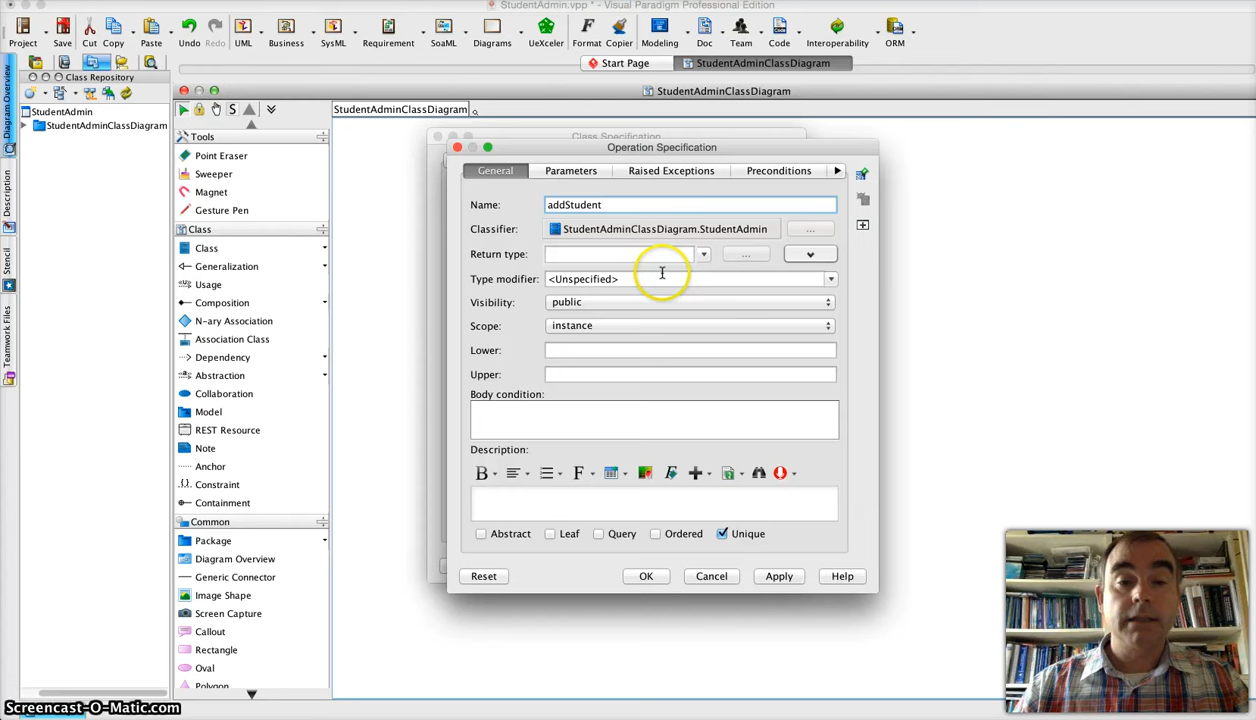 StudentAdmin.vpp * - Visual Paradigm Professional Edition
Project Save Cut Copy Paste Undo Redo UML Business SysML Requirement SoaML Diagrams UeXceler Format Copier Modeling Doc Team Code Interoperability ORM
Start Page StudentAdminClassDiagram
Class Repository
StudentAdminClassDiagram
StudentAdmin
StudentAdminClassDiagram
Diagram Overview
Description
Stencil
Teamwork Files
S
StudentAdminClassDiagram
Tools
Point Eraser
Sweeper
Magnet
Gesture Pen
Class
Class
Generalization
Usage
Composition
N-ary Association
Association Class
Dependency
Abstraction
Collaboration
Model
REST Resource
Note
Anchor
Constraint
Containment
Common
Package
Diagram Overview
Generic Connector
Image Shape
Screen Capture
Callout
Rectangle
Oval
Polygon
Class Specification
Operation Specification
General Parameters Raised Exceptions Preconditions
Name: addStudent
Classifier: StudentAdminClassDiagram.StudentAdmin ...
Return type: ...
Type modifier: <Unspecified>
Visibility: public
Scope: instance
Lower:
Upper:
Body condition:
Description:
B F
Abstract Leaf Query Ordered Unique
Reset OK Cancel Apply Help
Screencast-O-Matic.com